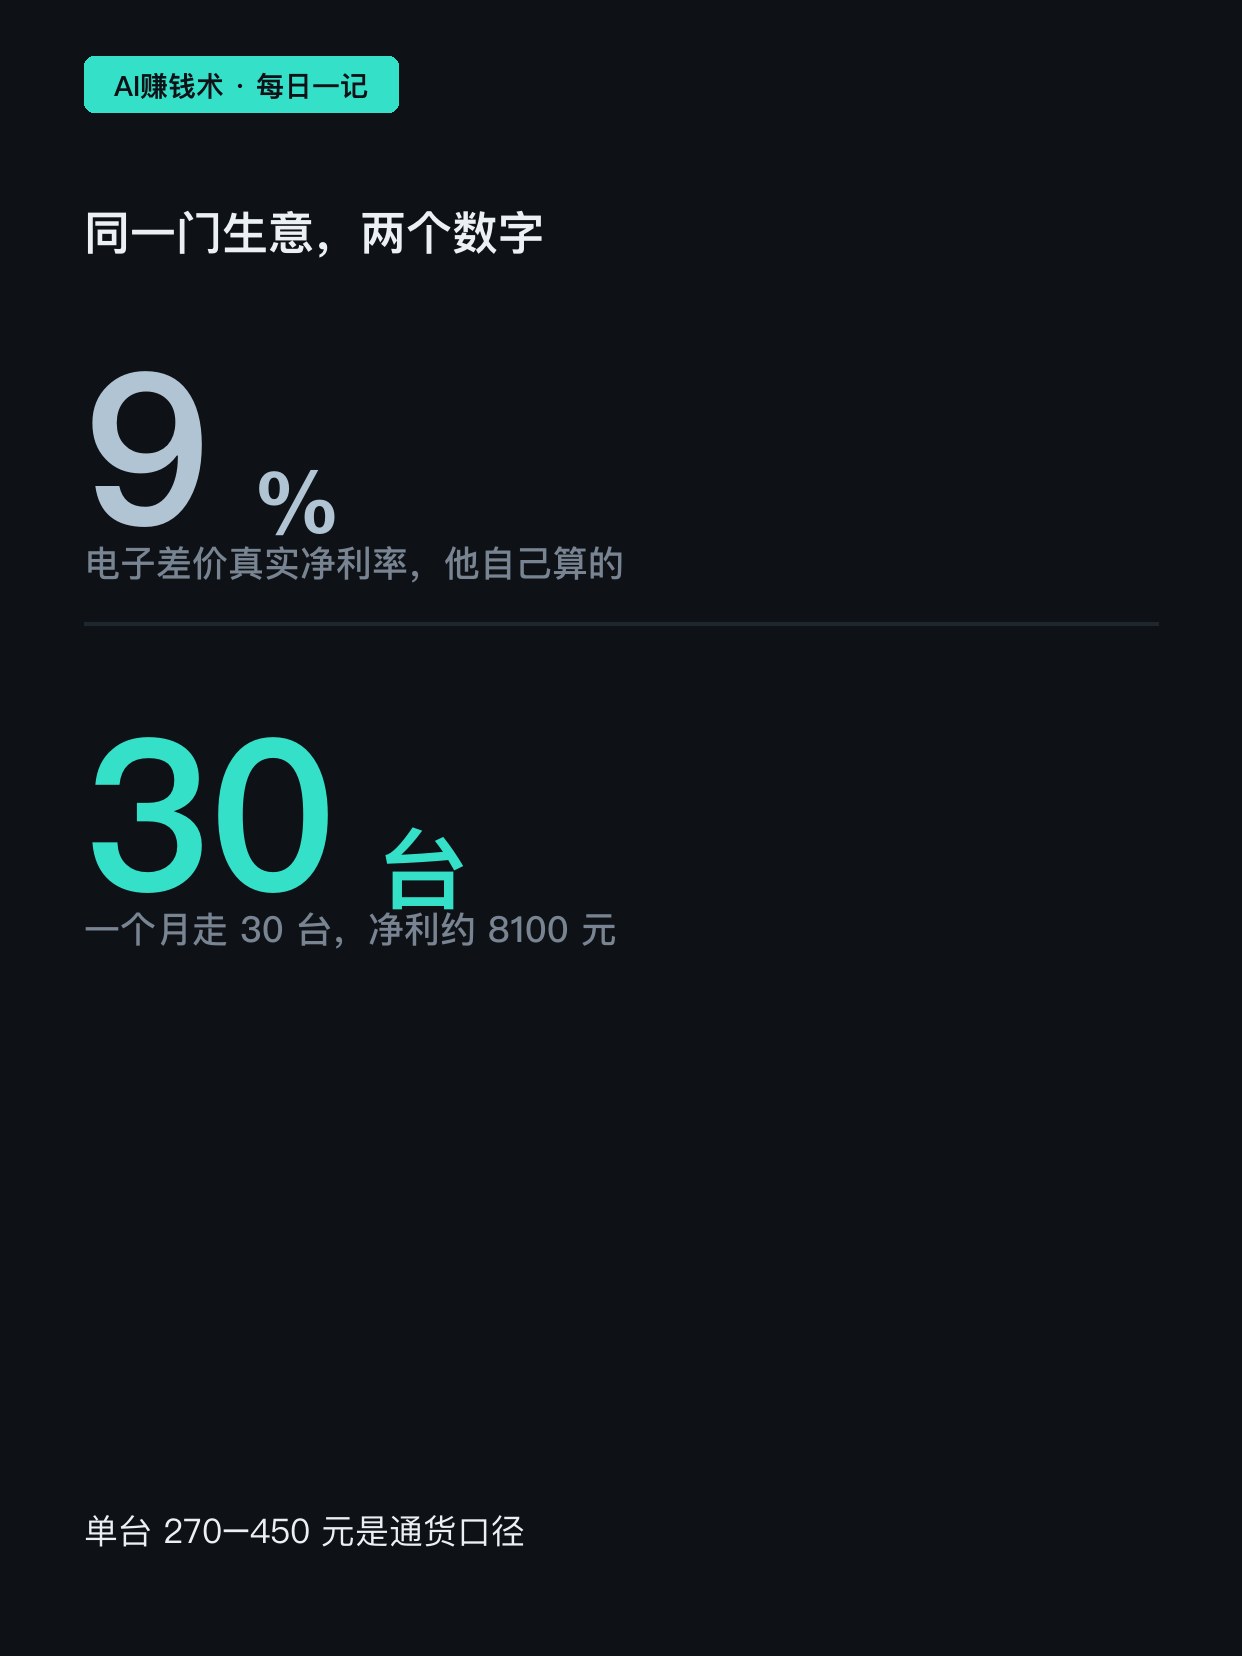 AI赚钱术 · 每日一记
同一门生意，两个数字
9 %
电子差价真实净利率，他自己算的
30 台
一个月走 30 台，净利约 8100 元
单台 270—450 元是通货口径